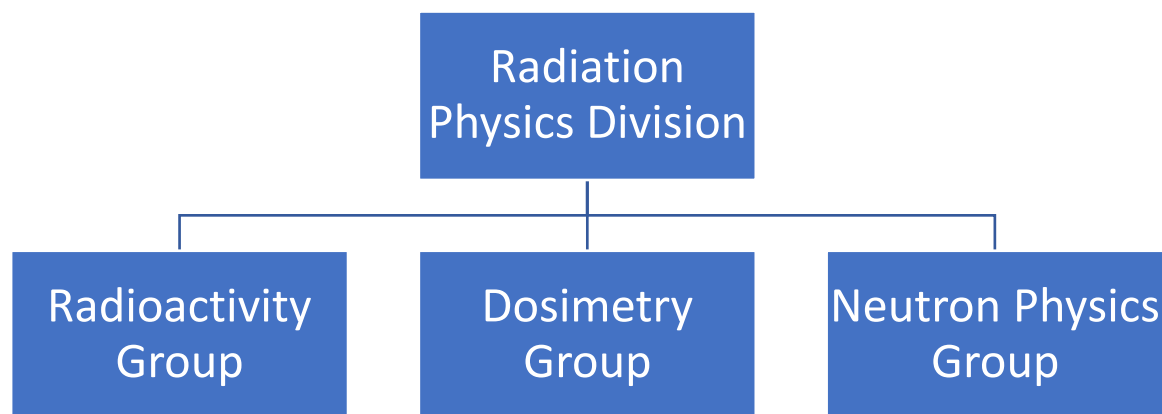 Radiation
Physics Division
Radioactivity
Group
Dosimetry
Group
Neutron Physics
Group